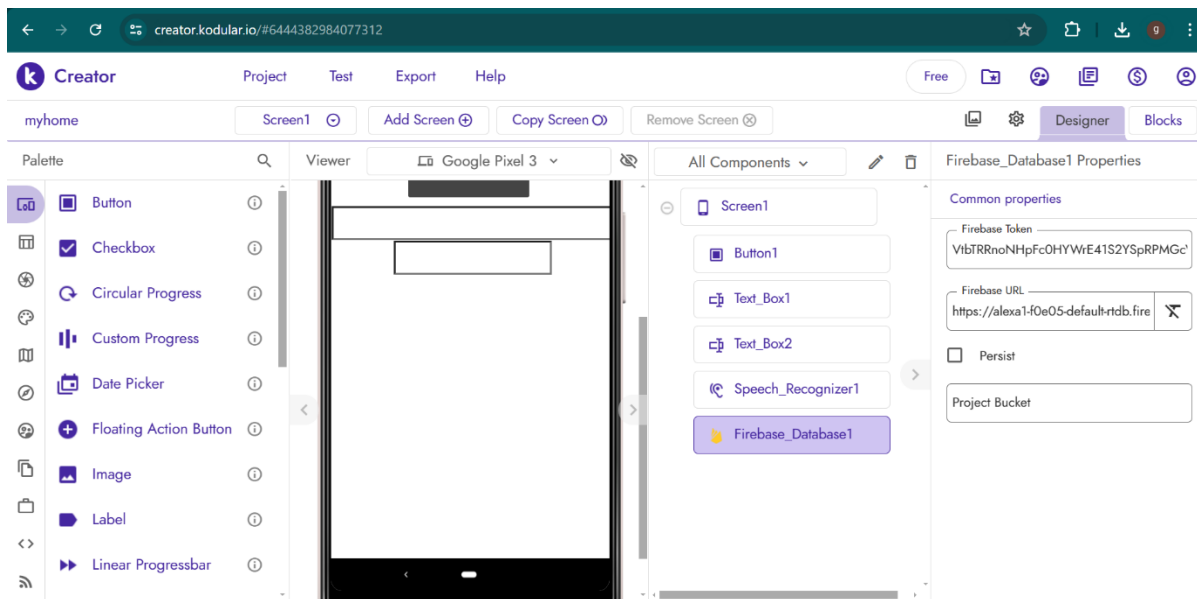 creator.kodular.io/#6444382984077312
g
k Creator Project Test Export Help Free
myhome Screen1 Add Screen Copy Screen Remove Screen Designer Blocks
Palette Viewer Google Pixel 3 All Components Firebase_Database1 Properties
Button
Checkbox
Circular Progress
Custom Progress
Date Picker
Floating Action Button
Image
Label
Linear Progressbar
Screen1
Button1
Text_Box1
Text_Box2
Speech_Recognizer1
Firebase_Database1
Common properties
Firebase Token
Firebase URL
https://alexa1-f0e05-default-rtdb.fire
Persist
Project Bucket